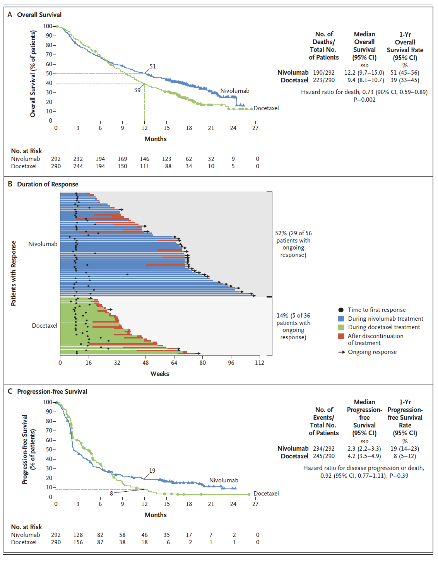 A Overall Survival
Overall Survival (% of patients)
100
90
80
70
60
50
40
30
20
10
0
51
39
Nivolumab
Docetaxel
0 3 6 9 12 15 18 21 24 27
Months
No. of Deaths/ Total No. of Patients
Median Overall Survival (95% CI)
1-Yr Overall Survival Rate (95% CI)
mo %
Nivolumab 190/292 12.2 (9.7–15.0) 51 (45–56)
Docetaxel 223/290 9.4 (8.1–10.7) 39 (33–45)
Hazard ratio for death, 0.73 (96% CI, 0.59–0.89)
P=0.002
No. at Risk
Nivolumab 292 232 194 169 146 123 62 32 9 0
Docetaxel 290 244 194 150 111 88 34 10 5 0
B Duration of Response
Patients with Response
Nivolumab
Docetaxel
52% (29 of 56
patients with
ongoing
response)
14% (5 of 36
patients with
ongoing
response)
Time to first response
During nivolumab treatment
During docetaxel treatment
After discontinuation
of treatment
Ongoing response
0 16 32 48 64 80 96 112
Weeks
C Progression-free Survival
Progression-free Survival
(% of patients)
100
90
80
70
60
50
40
30
20
10
0
19
8
Nivolumab
Docetaxel
0 3 6 9 12 15 18 21 24 27
Months
No. of Events/ Total No. of Patients
Median Progression-free Survival (95% CI)
1-Yr Progression-free Survival Rate (95% CI)
mo %
Nivolumab 234/292 2.3 (2.2–3.3) 19 (14–23)
Docetaxel 245/290 4.2 (3.5–4.9) 8 (5–12)
Hazard ratio for disease progression or death,
0.92 (95% CI, 0.77–1.11); P=0.39
No. at Risk
Nivolumab 292 128 82 58 46 35 17 7 2 0
Docetaxel 290 156 87 38 18 6 2 1 1 0